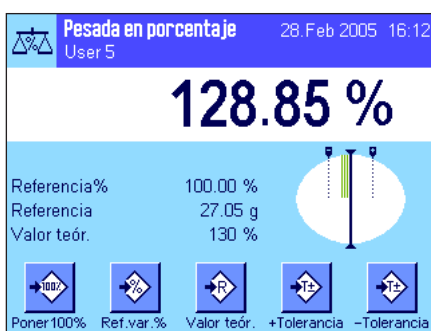 Pesada en porcentaje 28.Feb 2005 16:12
User 5
128.85 %
Referencia% 100.00 %
Referencia 27.05 g
Valor teór. 130 %
100% % R T± T±
Poner100% Ref.var.% Valor teór. +Tolerancia −Tolerancia